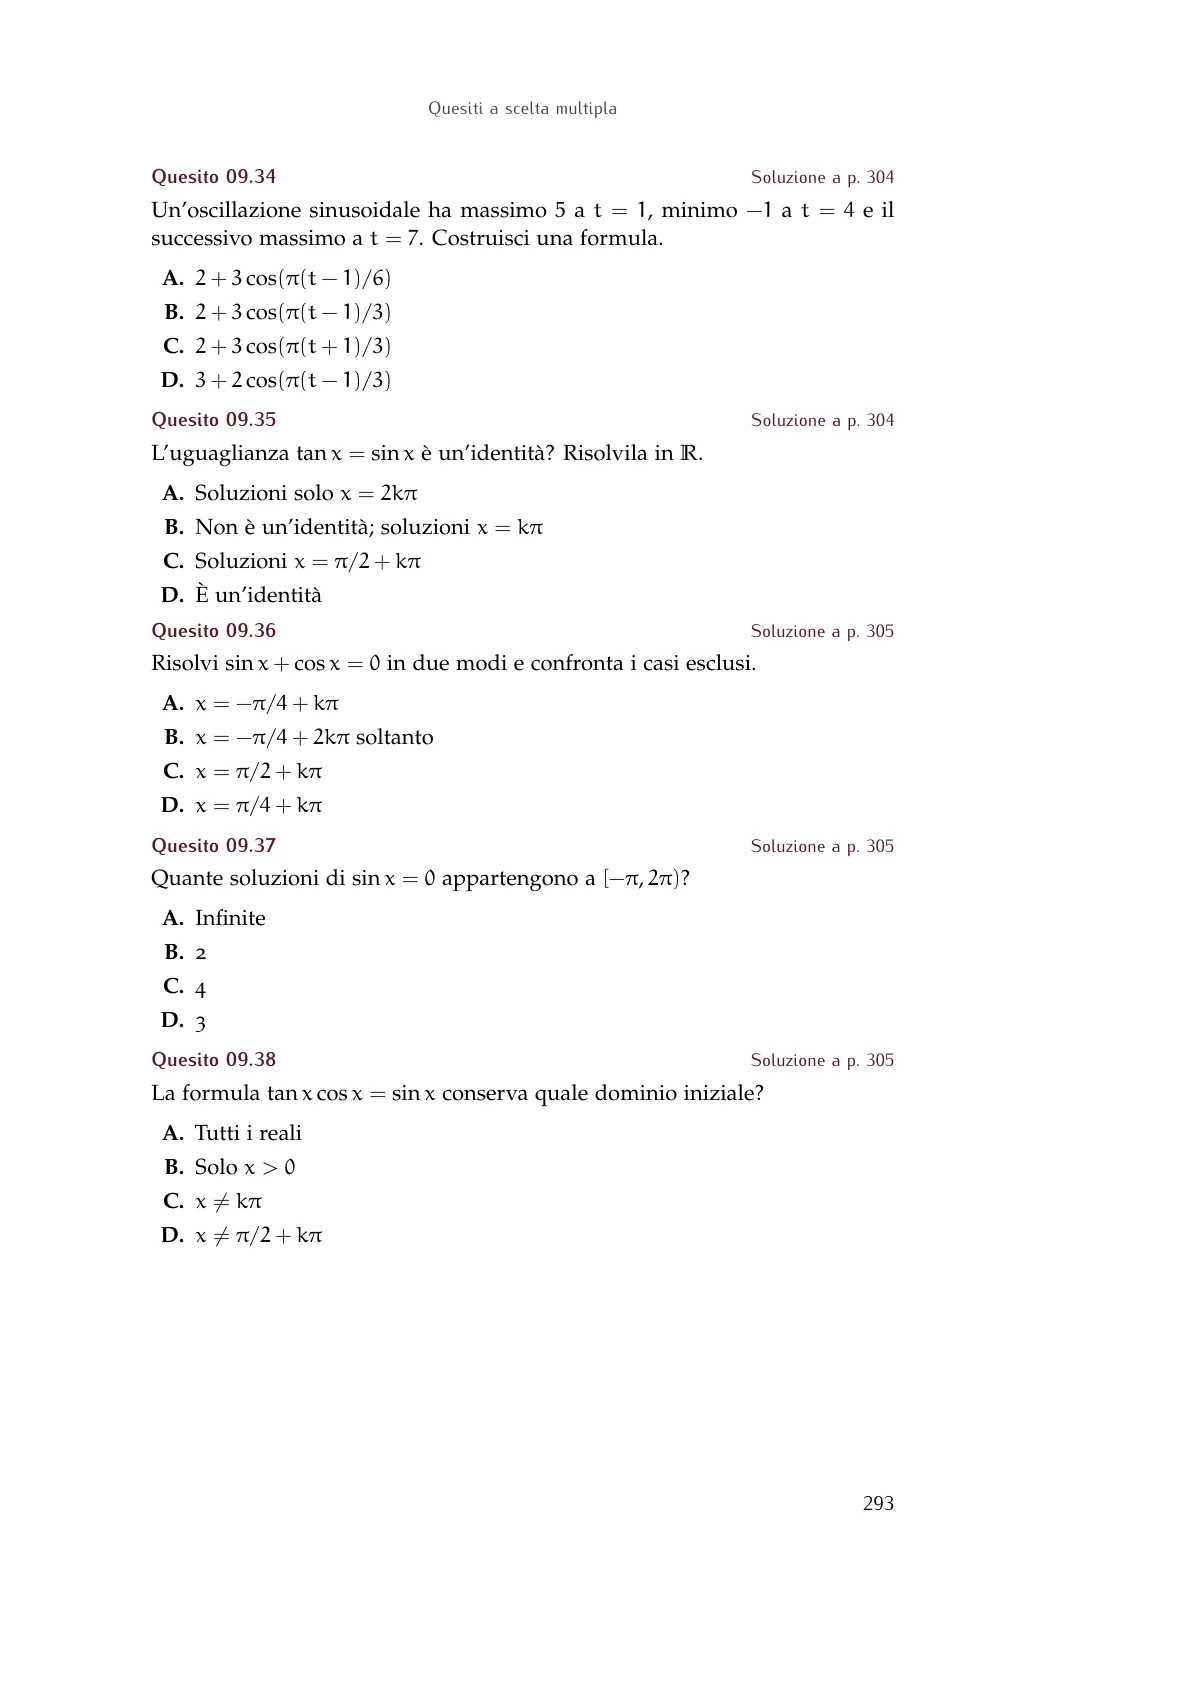 Quesiti a scelta multipla
Quesito 09.34 Soluzione a p. 304
Un'oscillazione sinusoidale ha massimo 5 a t = 1, minimo −1 a t = 4 e il
successivo massimo a t = 7. Costruisci una formula.
A. 2 + 3 cos(π(t − 1)/6)
B. 2 + 3 cos(π(t − 1)/3)
C. 2 + 3 cos(π(t + 1)/3)
D. 3 + 2 cos(π(t − 1)/3)
Quesito 09.35 Soluzione a p. 304
L'uguaglianza tan x = sin x è un'identità? Risolvila in ℝ.
A. Soluzioni solo x = 2kπ
B. Non è un'identità; soluzioni x = kπ
C. Soluzioni x = π/2 + kπ
D. È un'identità
Quesito 09.36 Soluzione a p. 305
Risolvi sin x + cos x = 0 in due modi e confronta i casi esclusi.
A. x = −π/4 + kπ
B. x = −π/4 + 2kπ soltanto
C. x = π/2 + kπ
D. x = π/4 + kπ
Quesito 09.37 Soluzione a p. 305
Quante soluzioni di sin x = 0 appartengono a [−π, 2π)?
A. Infinite
B. 2
C. 4
D. 3
Quesito 09.38 Soluzione a p. 305
La formula tan x cos x = sin x conserva quale dominio iniziale?
A. Tutti i reali
B. Solo x > 0
C. x ≠ kπ
D. x ≠ π/2 + kπ
293